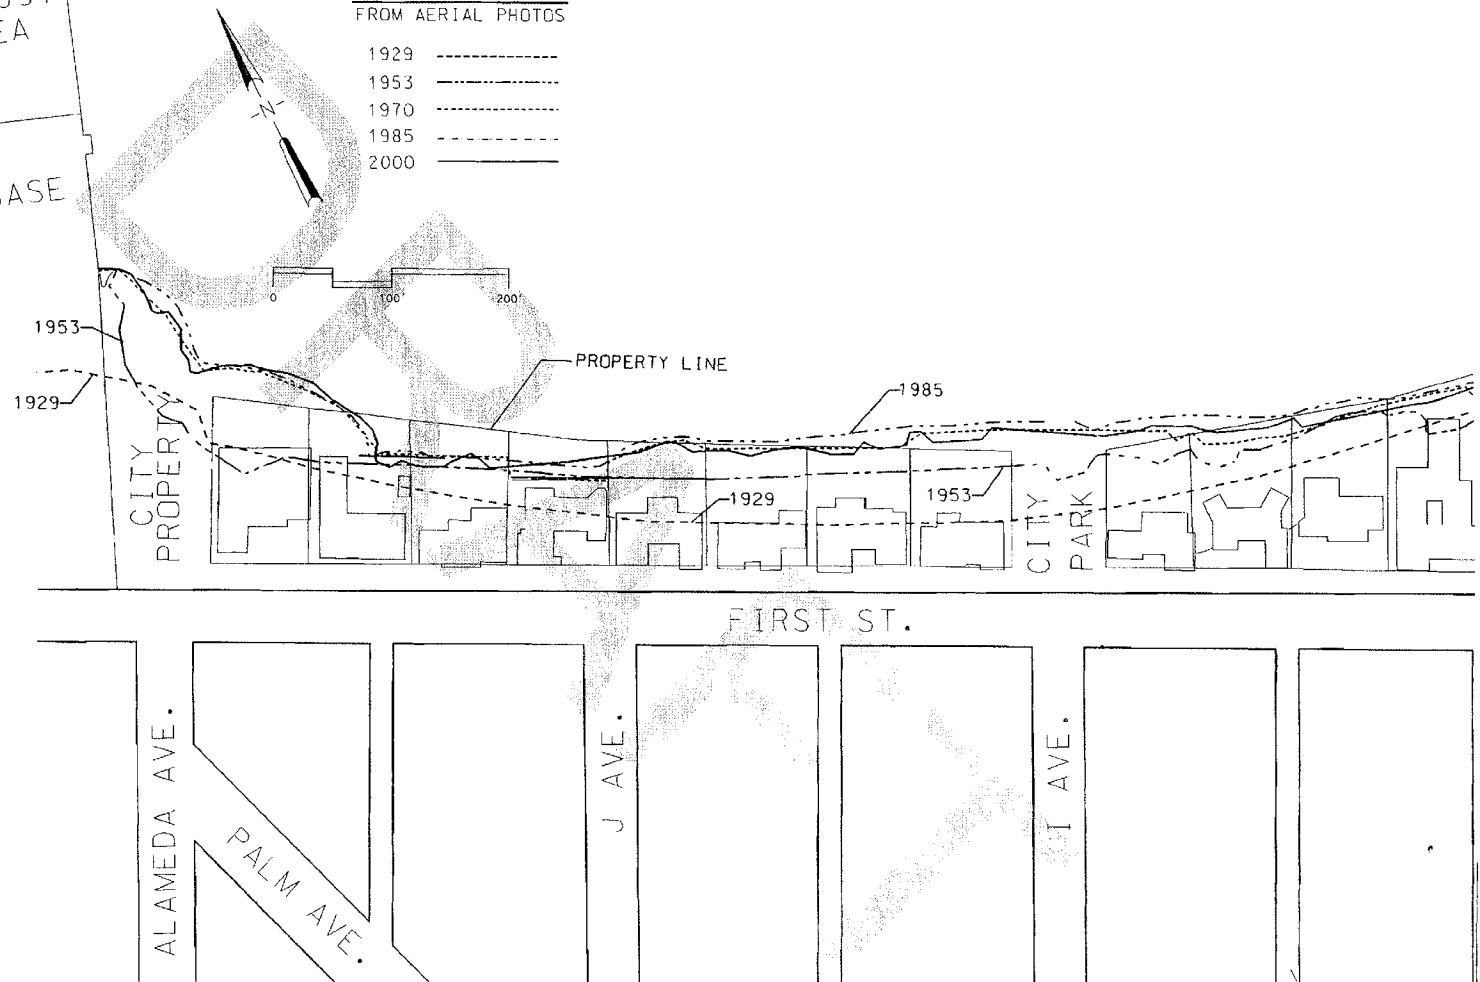 EA
FROM AERIAL PHOTOS
1929
1953
1970
1985
2000
N
0 100' 200'
1953
1929
PROPERTY LINE
1985
1929
1953
CITY PROPERTY
CITY PARK
FIRST ST.
ALAMEDA AVE.
PALM AVE.
J AVE.
I AVE.